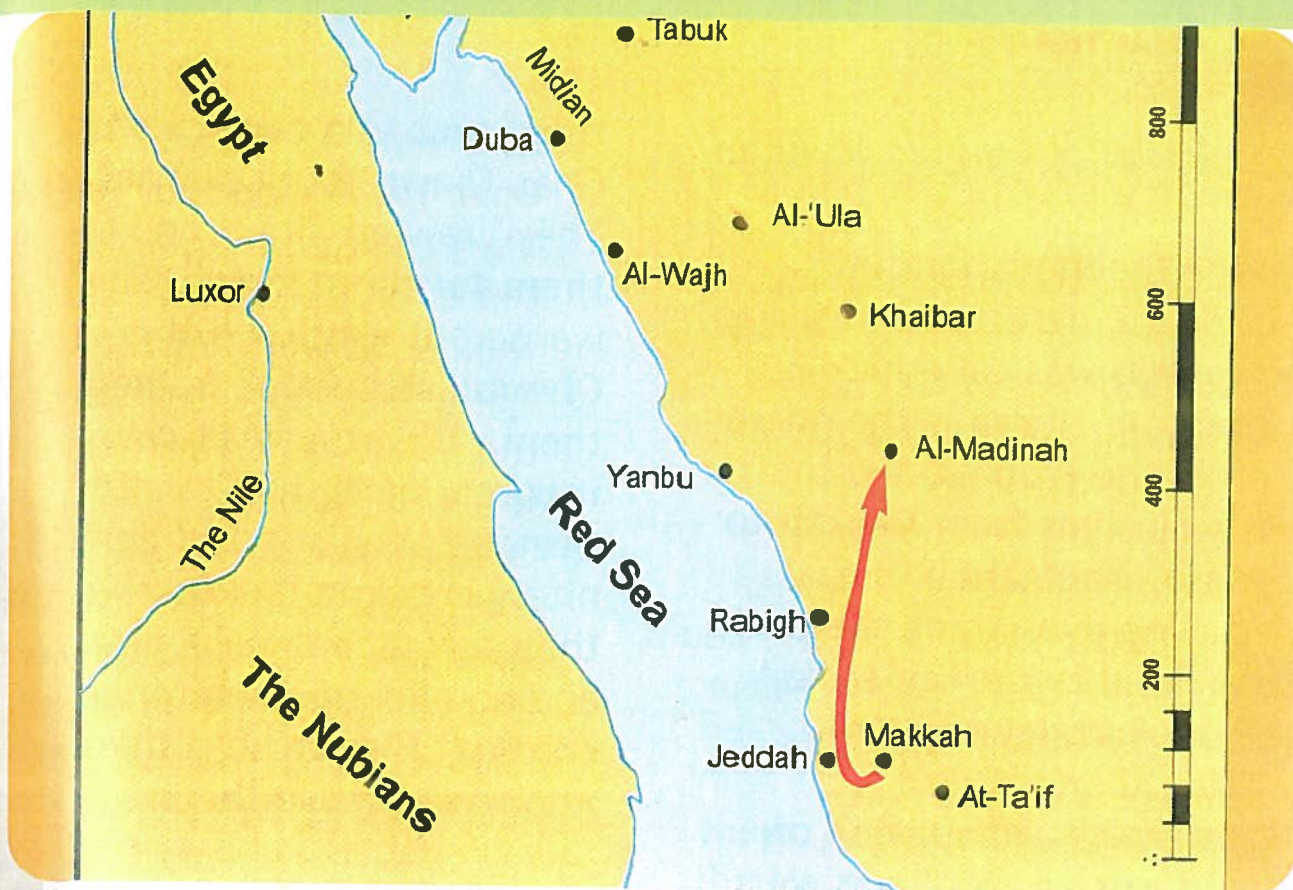 Tabuk
Midian
Egypt
Duba
800
Al-'Ula
Al-Wajh
Luxor
600
Khaibar
Al-Madinah
Yanbu
400
The Nile
Red Sea
Rabigh
200
The Nubians
Makkah
Jeddah
At-Ta'if